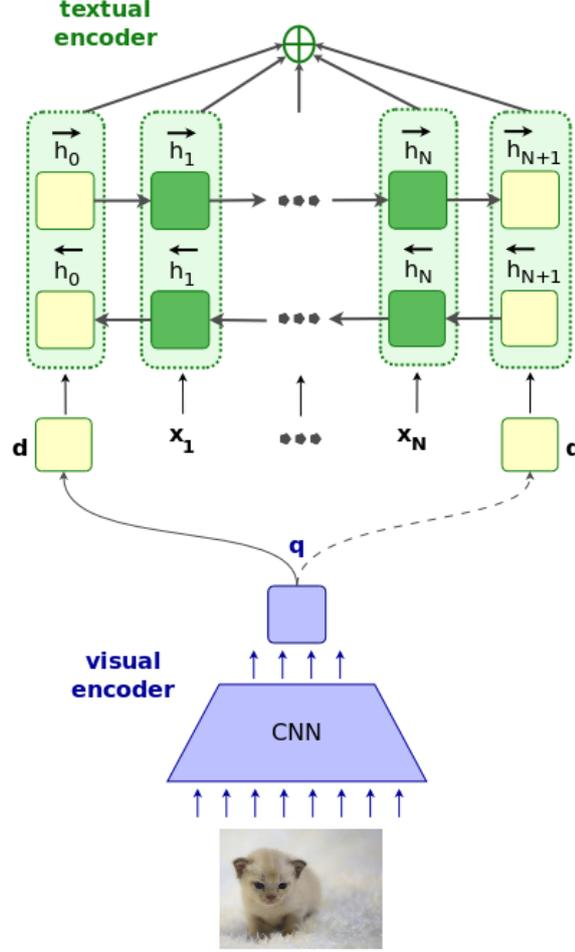 textual
encoder
h0 h1 hN hN+1
h0 h1 hN hN+1
d x1 xN d
q
visual
encoder
CNN